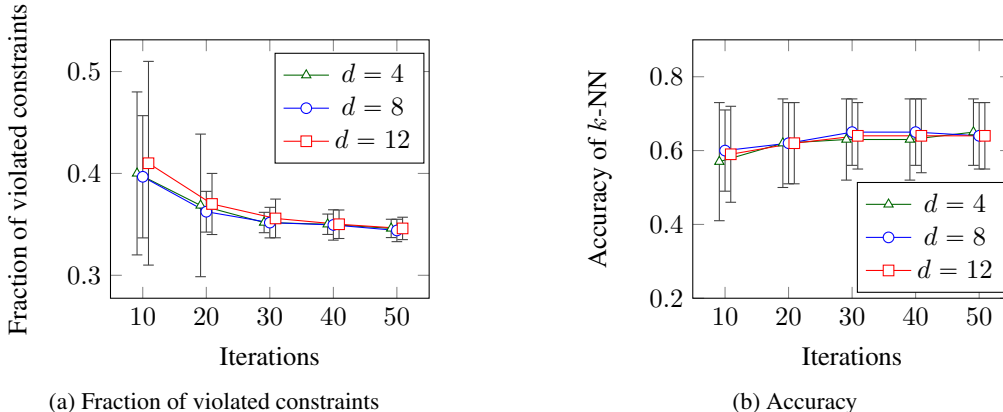 Fraction of violated constraints
0.5
0.4
0.3
d = 4
d = 8
d = 12
10 20 30 40 50
Iterations
(a) Fraction of violated constraints
Accuracy of k-NN
0.8
0.6
0.4
0.2
d = 4
d = 8
d = 12
10 20 30 40 50
Iterations
(b) Accuracy